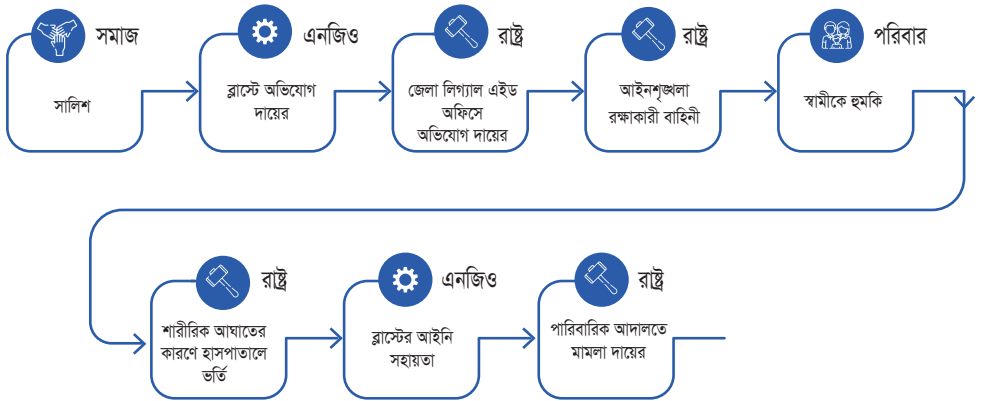 সমাজ
সালিশ
এনজিও
ব্লাস্টে অভিযোগ
দায়ের
রাষ্ট্র
জেলা লিগ্যাল এইড
অফিসে
অভিযোগ দায়ের
রাষ্ট্র
আইনশৃঙ্খলা
রক্ষাকারী বাহিনী
পরিবার
স্বামীকে হুমকি
রাষ্ট্র
শারীরিক আঘাতের
কারণে হাসপাতালে
ভর্তি
এনজিও
ব্লাস্টের আইনি
সহায়তা
রাষ্ট্র
পারিবারিক আদালতে
মামলা দায়ের